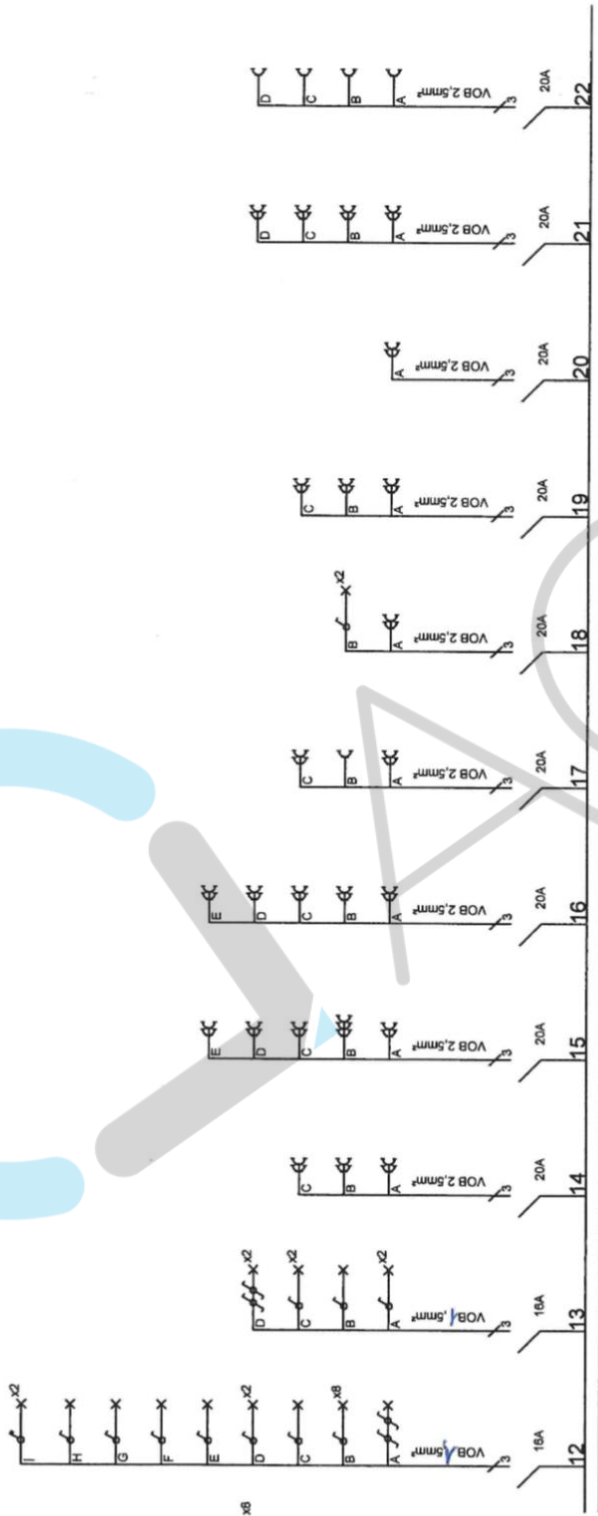 x8
I x2
H
G
F
E
D x2
C
B x8
A
VOB 1,5mm²
3
16A
12
D x2
C x2
B
A x2
VOB 1,5mm²
3
16A
13
C
B
A
VOB 2,5mm²
3
20A
14
E
D
C
B
A
VOB 2,5mm²
3
20A
15
E
D
C
B
A
VOB 2,5mm²
3
20A
16
C
B
A
VOB 2,5mm²
3
20A
17
B x2
A
VOB 2,5mm²
3
20A
18
C
B
A
VOB 2,5mm²
3
20A
19
A
VOB 2,5mm²
3
20A
20
D
C
B
A
VOB 2,5mm²
3
20A
21
D
C
B
A
VOB 2,5mm²
3
20A
22